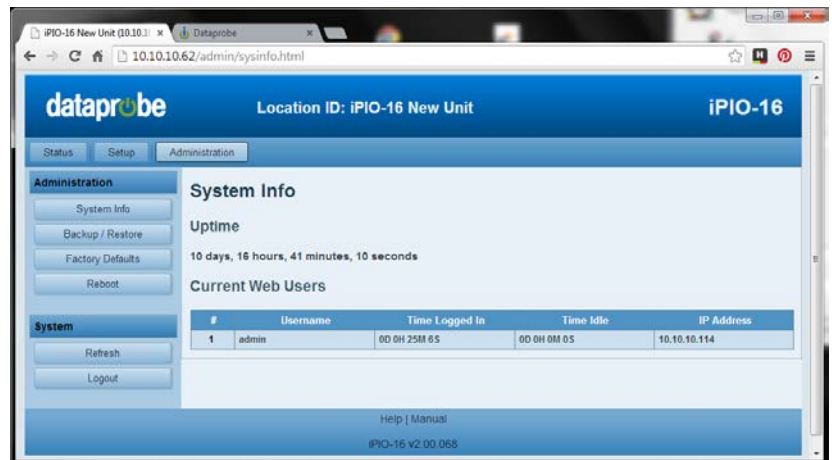 iPIO-16 New Unit (10.10.1
Dataprobe
10.10.10.62/admin/sysinfo.html
dataprobe
Location ID: iPIO-16 New Unit
iPIO-16
Status
Setup
Administration
Administration
System Info
Backup / Restore
Factory Defaults
Reboot
System
Refresh
Logout
System Info
Uptime
10 days, 16 hours, 41 minutes, 10 seconds
Current Web Users
# Username Time Logged In Time Idle IP Address
1 admin 0D 0H 25M 6S 0D 0H 0M 0S 10.10.10.114
Help | Manual
iPIO-16 v2.00.068